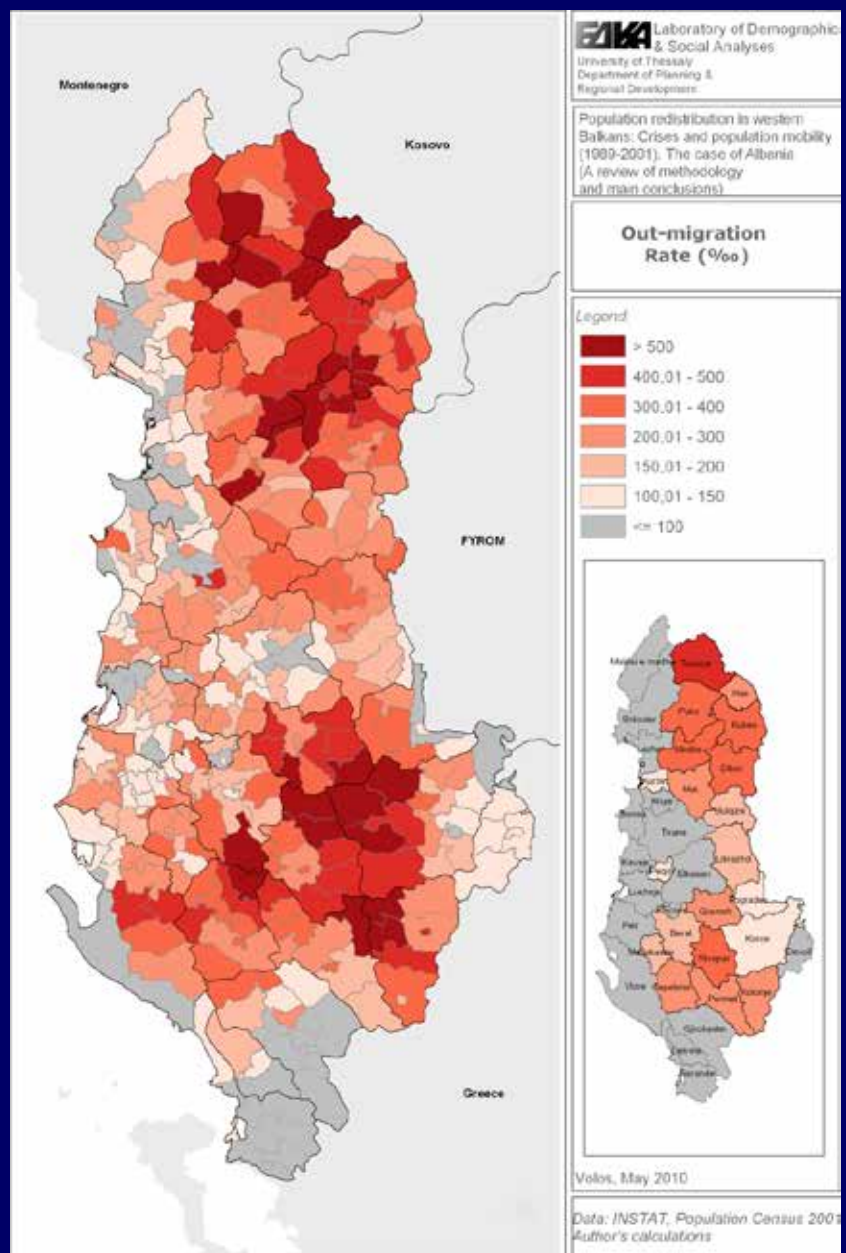 Montenegro
Kosovo
FYROM
Greece
Laboratory of Demographic
& Social Analyses
University of Thessaly
Department of Planning &
Regional Development
Population redistribution in western
Balkans: Crises and population mobility
(1989-2001). The case of Albania
(A review of methodology
and main conclusions)
Out-migration
Rate (‰)
Legend
> 500
400,01 - 500
300,01 - 400
200,01 - 300
150,01 - 200
100,01 - 150
<= 100
Has
Puke
Kukes
Diber
Mat
Bulqize
Tirana
Librazhd
Elbasan
Pogradec
Gramsh
Berat
Korce
Devoll
Fier
Skrapar
Vlore
Tepelene
Permet
Kolonje
Gjirokaster
Sarande
Volos, May 2010
Data: INSTAT, Population Census 2001
Author's calculations